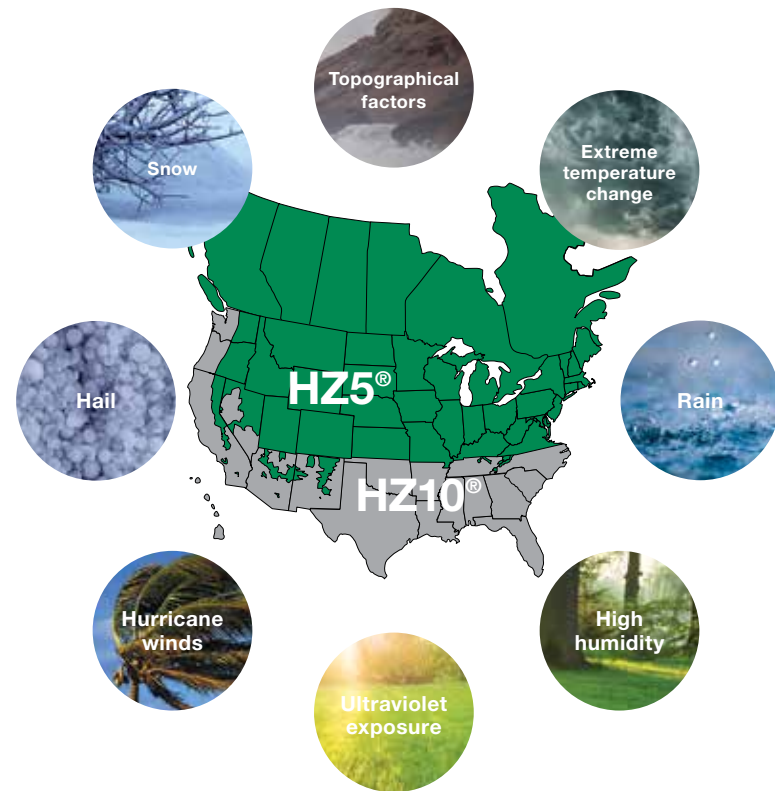 Topographical
factors
Snow
Extreme
temperature
change
HZ5®
Hail
Rain
HZ10®
Hurricane
winds
High
humidity
Ultraviolet
exposure